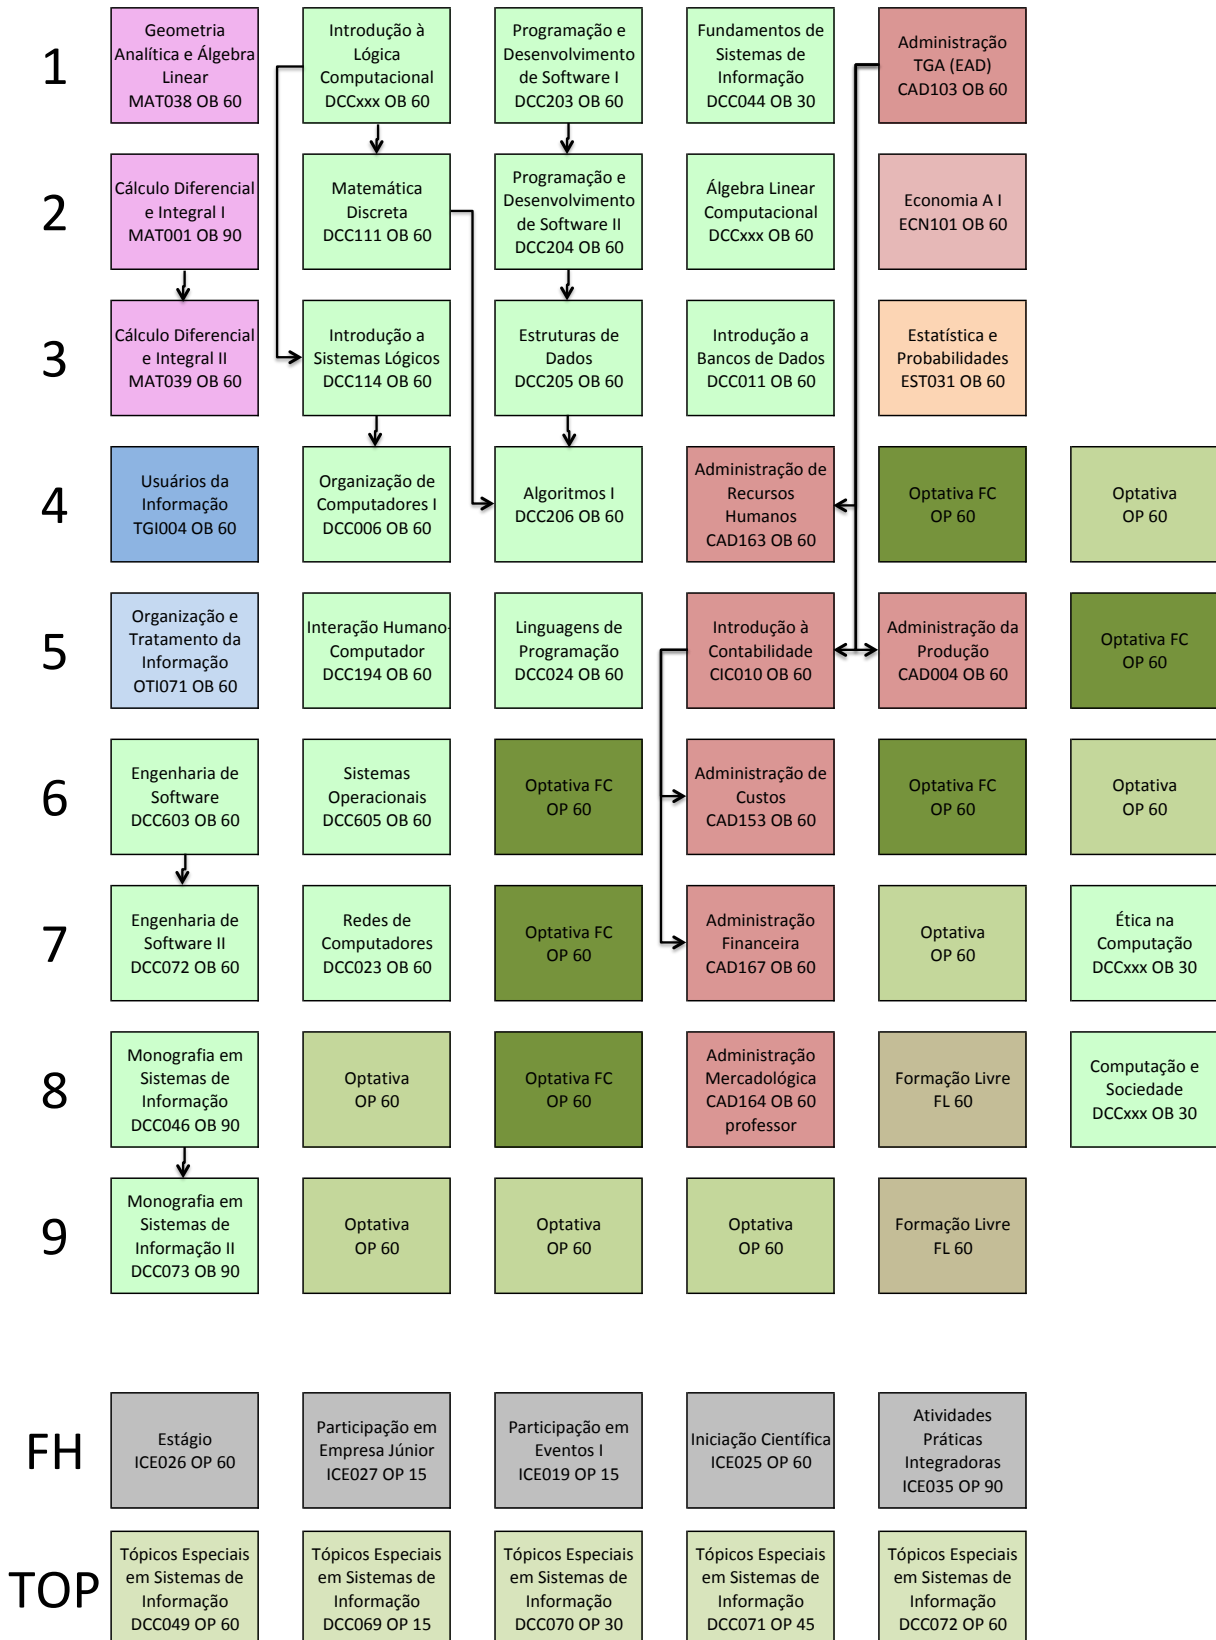 1
Geometria
Analítica e Álgebra
Linear
MAT038 OB 60
Introdução à
Lógica
Computacional
DCCxxx OB 60
Programação e
Desenvolvimento
de Software I
DCC203 OB 60
Fundamentos de
Sistemas de
Informação
DCC044 OB 30
Administração
TGA (EAD)
CAD103 OB 60
2
Cálculo Diferencial
e Integral I
MAT001 OB 90
Matemática
Discreta
DCC111 OB 60
Programação e
Desenvolvimento
de Software II
DCC204 OB 60
Álgebra Linear
Computacional
DCCxxx OB 60
Economia A I
ECN101 OB 60
3
Cálculo Diferencial
e Integral II
MAT039 OB 60
Introdução a
Sistemas Lógicos
DCC114 OB 60
Estruturas de
Dados
DCC205 OB 60
Introdução a
Bancos de Dados
DCC011 OB 60
Estatística e
Probabilidades
EST031 OB 60
4
Usuários da
Informação
TGI004 OB 60
Organização de
Computadores I
DCC006 OB 60
Algoritmos I
DCC206 OB 60
Administração de
Recursos
Humanos
CAD163 OB 60
Optativa FC
OP 60
Optativa
OP 60
5
Organização e
Tratamento da
Informação
OTI071 OB 60
Interação Humano-
Computador
DCC194 OB 60
Linguagens de
Programação
DCC024 OB 60
Introdução à
Contabilidade
CIC010 OB 60
Administração da
Produção
CAD004 OB 60
Optativa FC
OP 60
6
Engenharia de
Software
DCC603 OB 60
Sistemas
Operacionais
DCC605 OB 60
Optativa FC
OP 60
Administração de
Custos
CAD153 OB 60
Optativa FC
OP 60
Optativa
OP 60
7
Engenharia de
Software II
DCC072 OB 60
Redes de
Computadores
DCC023 OB 60
Optativa FC
OP 60
Administração
Financeira
CAD167 OB 60
Optativa
OP 60
Ética na
Computação
DCCxxx OB 30
8
Monografia em
Sistemas de
Informação
DCC046 OB 90
Optativa
OP 60
Optativa FC
OP 60
Administração
Mercadológica
CAD164 OB 60
professor
Formação Livre
FL 60
Computação e
Sociedade
DCCxxx OB 30
9
Monografia em
Sistemas de
Informação II
DCC073 OB 90
Optativa
OP 60
Optativa
OP 60
Optativa
OP 60
Formação Livre
FL 60
FH
Estágio
ICE026 OP 60
Participação em
Empresa Júnior
ICE027 OP 15
Participação em
Eventos I
ICE019 OP 15
Iniciação Científica
ICE025 OP 60
Atividades
Práticas
Integradoras
ICE035 OP 90
TOP
Tópicos Especiais
em Sistemas de
Informação
DCC049 OP 60
Tópicos Especiais
em Sistemas de
Informação
DCC069 OP 15
Tópicos Especiais
em Sistemas de
Informação
DCC070 OP 30
Tópicos Especiais
em Sistemas de
Informação
DCC071 OP 45
Tópicos Especiais
em Sistemas de
Informação
DCC072 OP 60